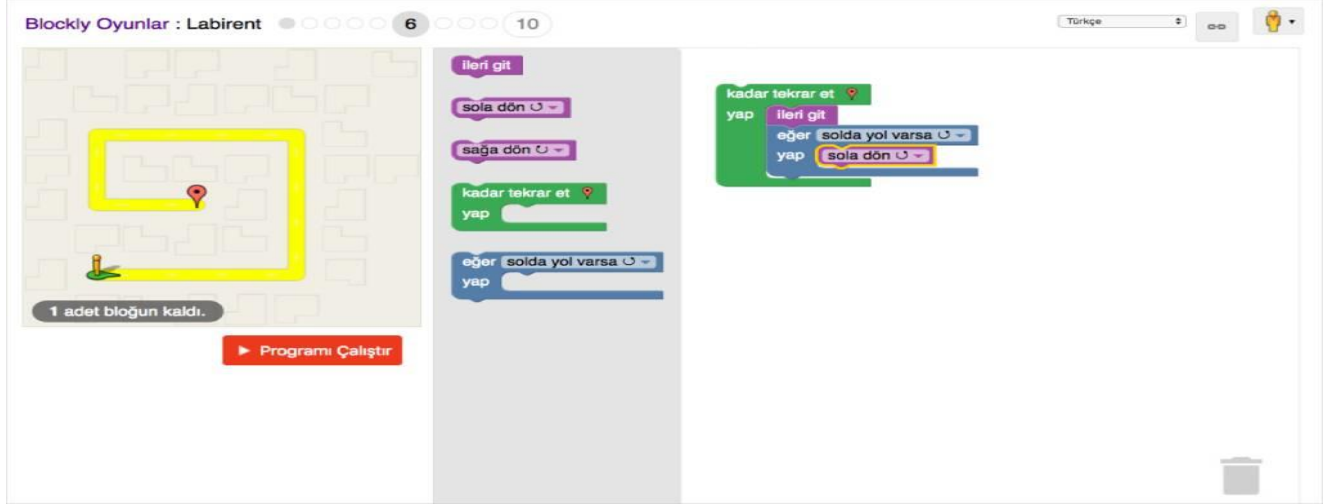 Blockly Oyunlar : Labirent 6 10
Türkçe
ileri git
sola dön
sağa dön
kadar tekrar et
yap
eğer solda yol varsa
yap
1 adet bloğun kaldı.
Programı Çalıştır
kadar tekrar et
yap ileri git
eğer solda yol varsa
yap sola dön